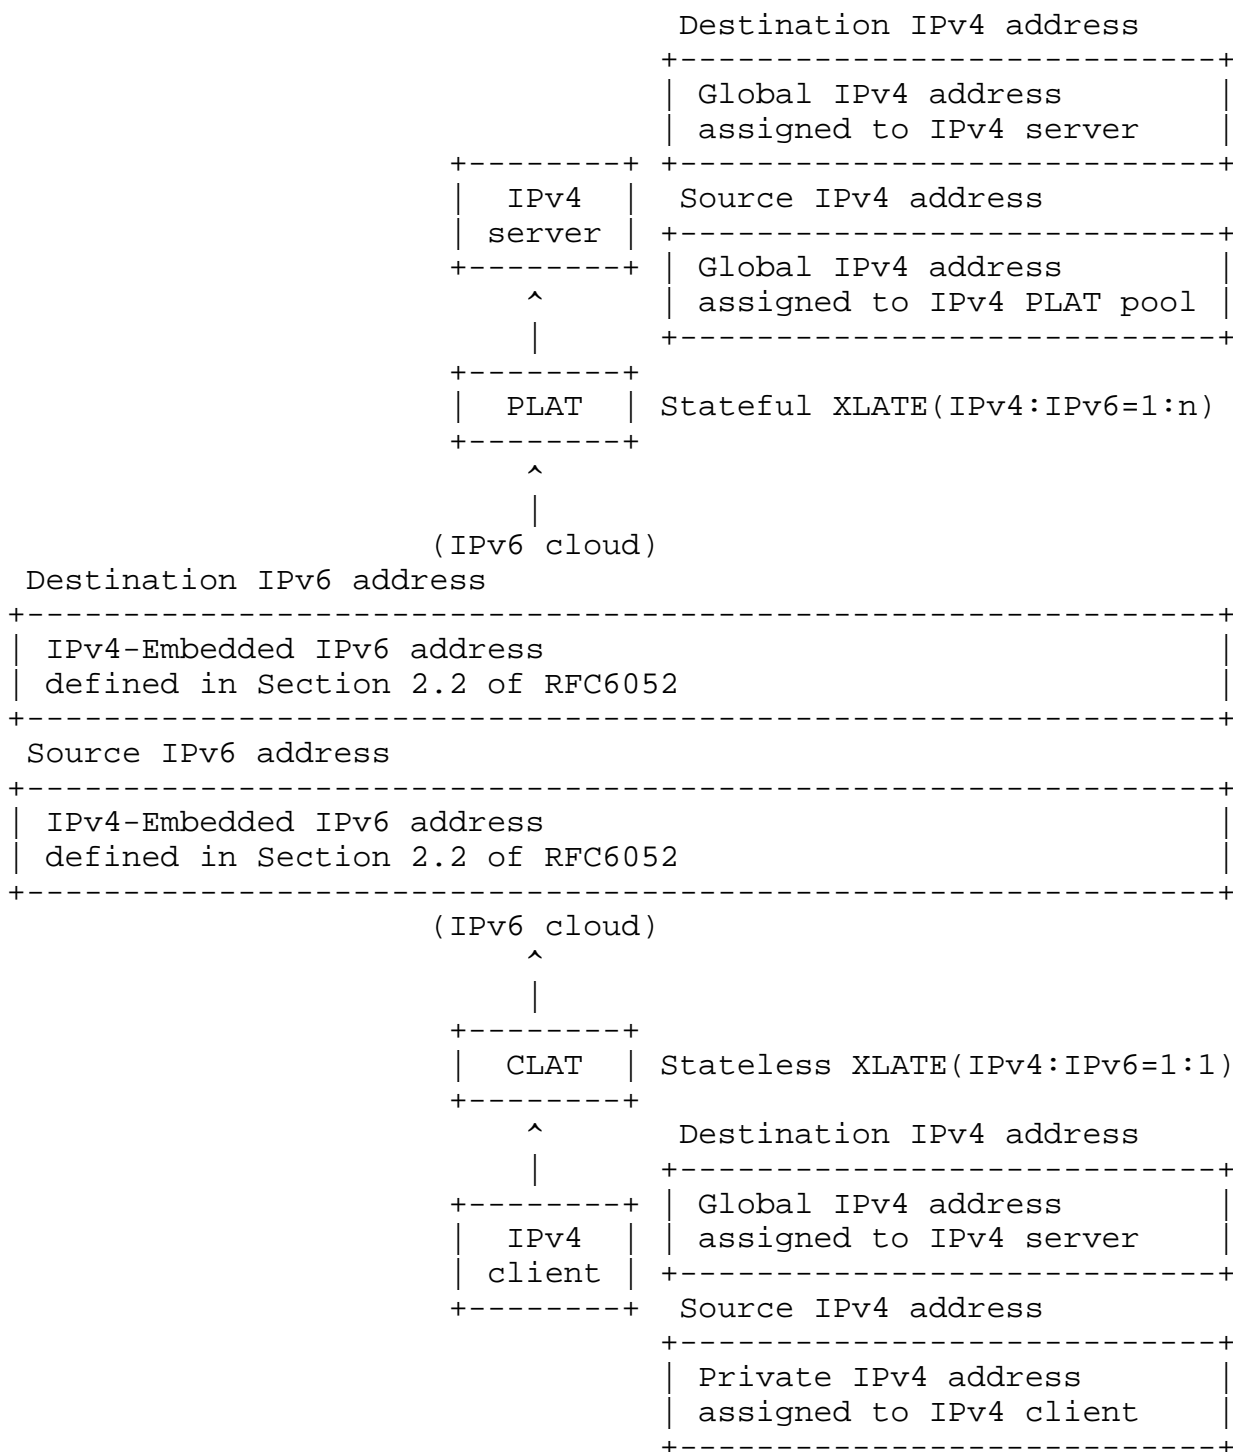 Destination IPv4 address
+----------------------------+
| Global IPv4 address        |
| assigned to IPv4 server    |
+--------+ +----------------------------+
|  IPv4  | Source IPv4 address
| server | +----------------------------+
+--------+ | Global IPv4 address        |
^ | assigned to IPv4 PLAT pool |
| +----------------------------+
+--------+
|  PLAT  | Stateful XLATE(IPv4:IPv6=1:n)
+--------+
^
|
(IPv6 cloud)
Destination IPv6 address
+--------------------------------------------------------------+
| IPv4-Embedded IPv6 address                                   |
| defined in Section 2.2 of RFC6052                            |
+--------------------------------------------------------------+
Source IPv6 address
+--------------------------------------------------------------+
| IPv4-Embedded IPv6 address                                   |
| defined in Section 2.2 of RFC6052                            |
+--------------------------------------------------------------+
(IPv6 cloud)
^
|
+--------+
|  CLAT  | Stateless XLATE(IPv4:IPv6=1:1)
+--------+
^ Destination IPv4 address
| +----------------------------+
+--------+ | Global IPv4 address        |
|  IPv4  | | assigned to IPv4 server    |
| client | +----------------------------+
+--------+ Source IPv4 address
+----------------------------+
| Private IPv4 address       |
| assigned to IPv4 client    |
+----------------------------+